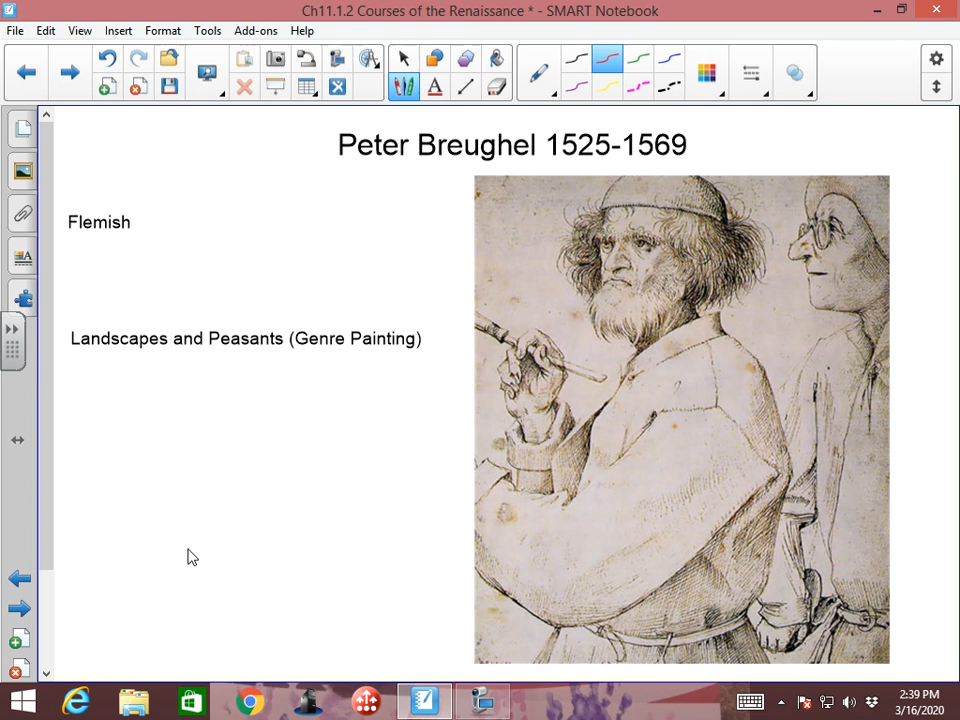 Ch11.1.2 Courses of the Renaissance * - SMART Notebook
File Edit View Insert Format Tools Add-ons Help
Peter Breughel 1525-1569
Flemish
Landscapes and Peasants (Genre Painting)
2:39 PM
3/16/2020